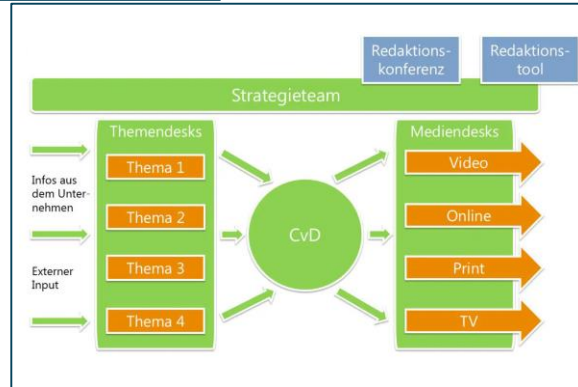 Redaktions-
konferenz
Redaktions-
tool
Strategieteam
Themendesks
Mediendesks
Infos aus
dem Unter-
nehmen
Externer
Input
Thema 1
Thema 2
Thema 3
Thema 4
CvD
Video
Online
Print
TV